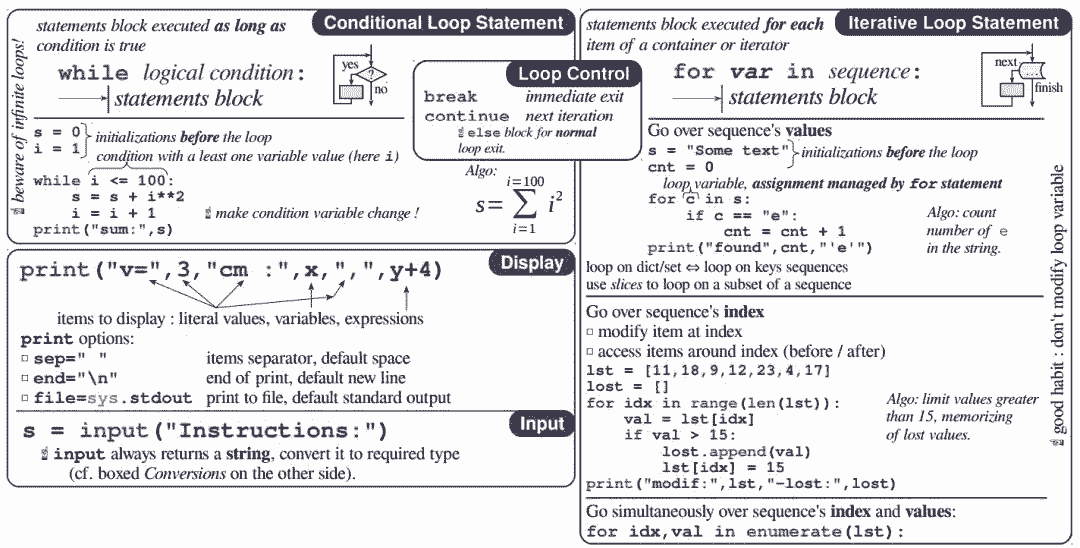 beware of infinite loops!
Conditional Loop Statement
statements block executed as long as
condition is true
while logical condition:
statements block
yes
?
no
s = 0
i = 1
initializations before the loop
condition with a least one variable value (here i)
while i <= 100:
s = s + i**2
i = i + 1
print("sum:",s)
☝ make condition variable change !
Algo:
i=100
s= ∑ i²
i=1
Loop Control
break immediate exit
continue next iteration
☝ else block for normal
loop exit.
Display
print("v=",3,"cm :",x,",",y+4)
items to display : literal values, variables, expressions
print options:
□ sep=" " items separator, default space
□ end="\n" end of print, default new line
□ file=sys.stdout print to file, default standard output
Input
s = input("Instructions:")
☝ input always returns a string, convert it to required type
(cf. boxed Conversions on the other side).
Iterative Loop Statement
statements block executed for each
item of a container or iterator
for var in sequence:
statements block
next
...
finish
Go over sequence's values
s = "Some text"
cnt = 0
initializations before the loop
loop variable, assignment managed by for statement
for c in s:
if c == "e":
cnt = cnt + 1
print("found",cnt,"'e'")
Algo: count
number of e
in the string.
loop on dict/set ⇔ loop on keys sequences
use slices to loop on a subset of a sequence
Go over sequence's index
□ modify item at index
□ access items around index (before / after)
lst = [11,18,9,12,23,4,17]
lost = []
for idx in range(len(lst)):
val = lst[idx]
if val > 15:
lost.append(val)
lst[idx] = 15
print("modif:",lst,"-lost:",lost)
Algo: limit values greater
than 15, memorizing
of lost values.
Go simultaneously over sequence's index and values:
for idx,val in enumerate(lst):
good habit : don't modify loop variable